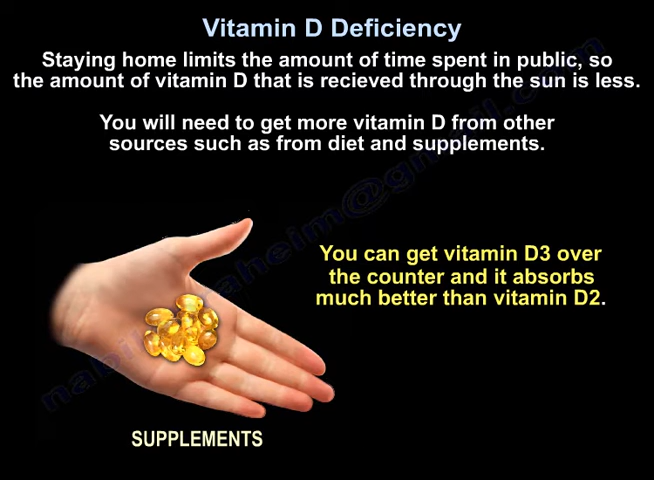 Vitamin D Deficiency
Staying home limits the amount of time spent in public, so
the amount of vitamin D that is recieved through the sun is less.
You will need to get more vitamin D from other
sources such as from diet and supplements.
You can get vitamin D3 over
the counter and it absorbs
much better than vitamin D2.
SUPPLEMENTS